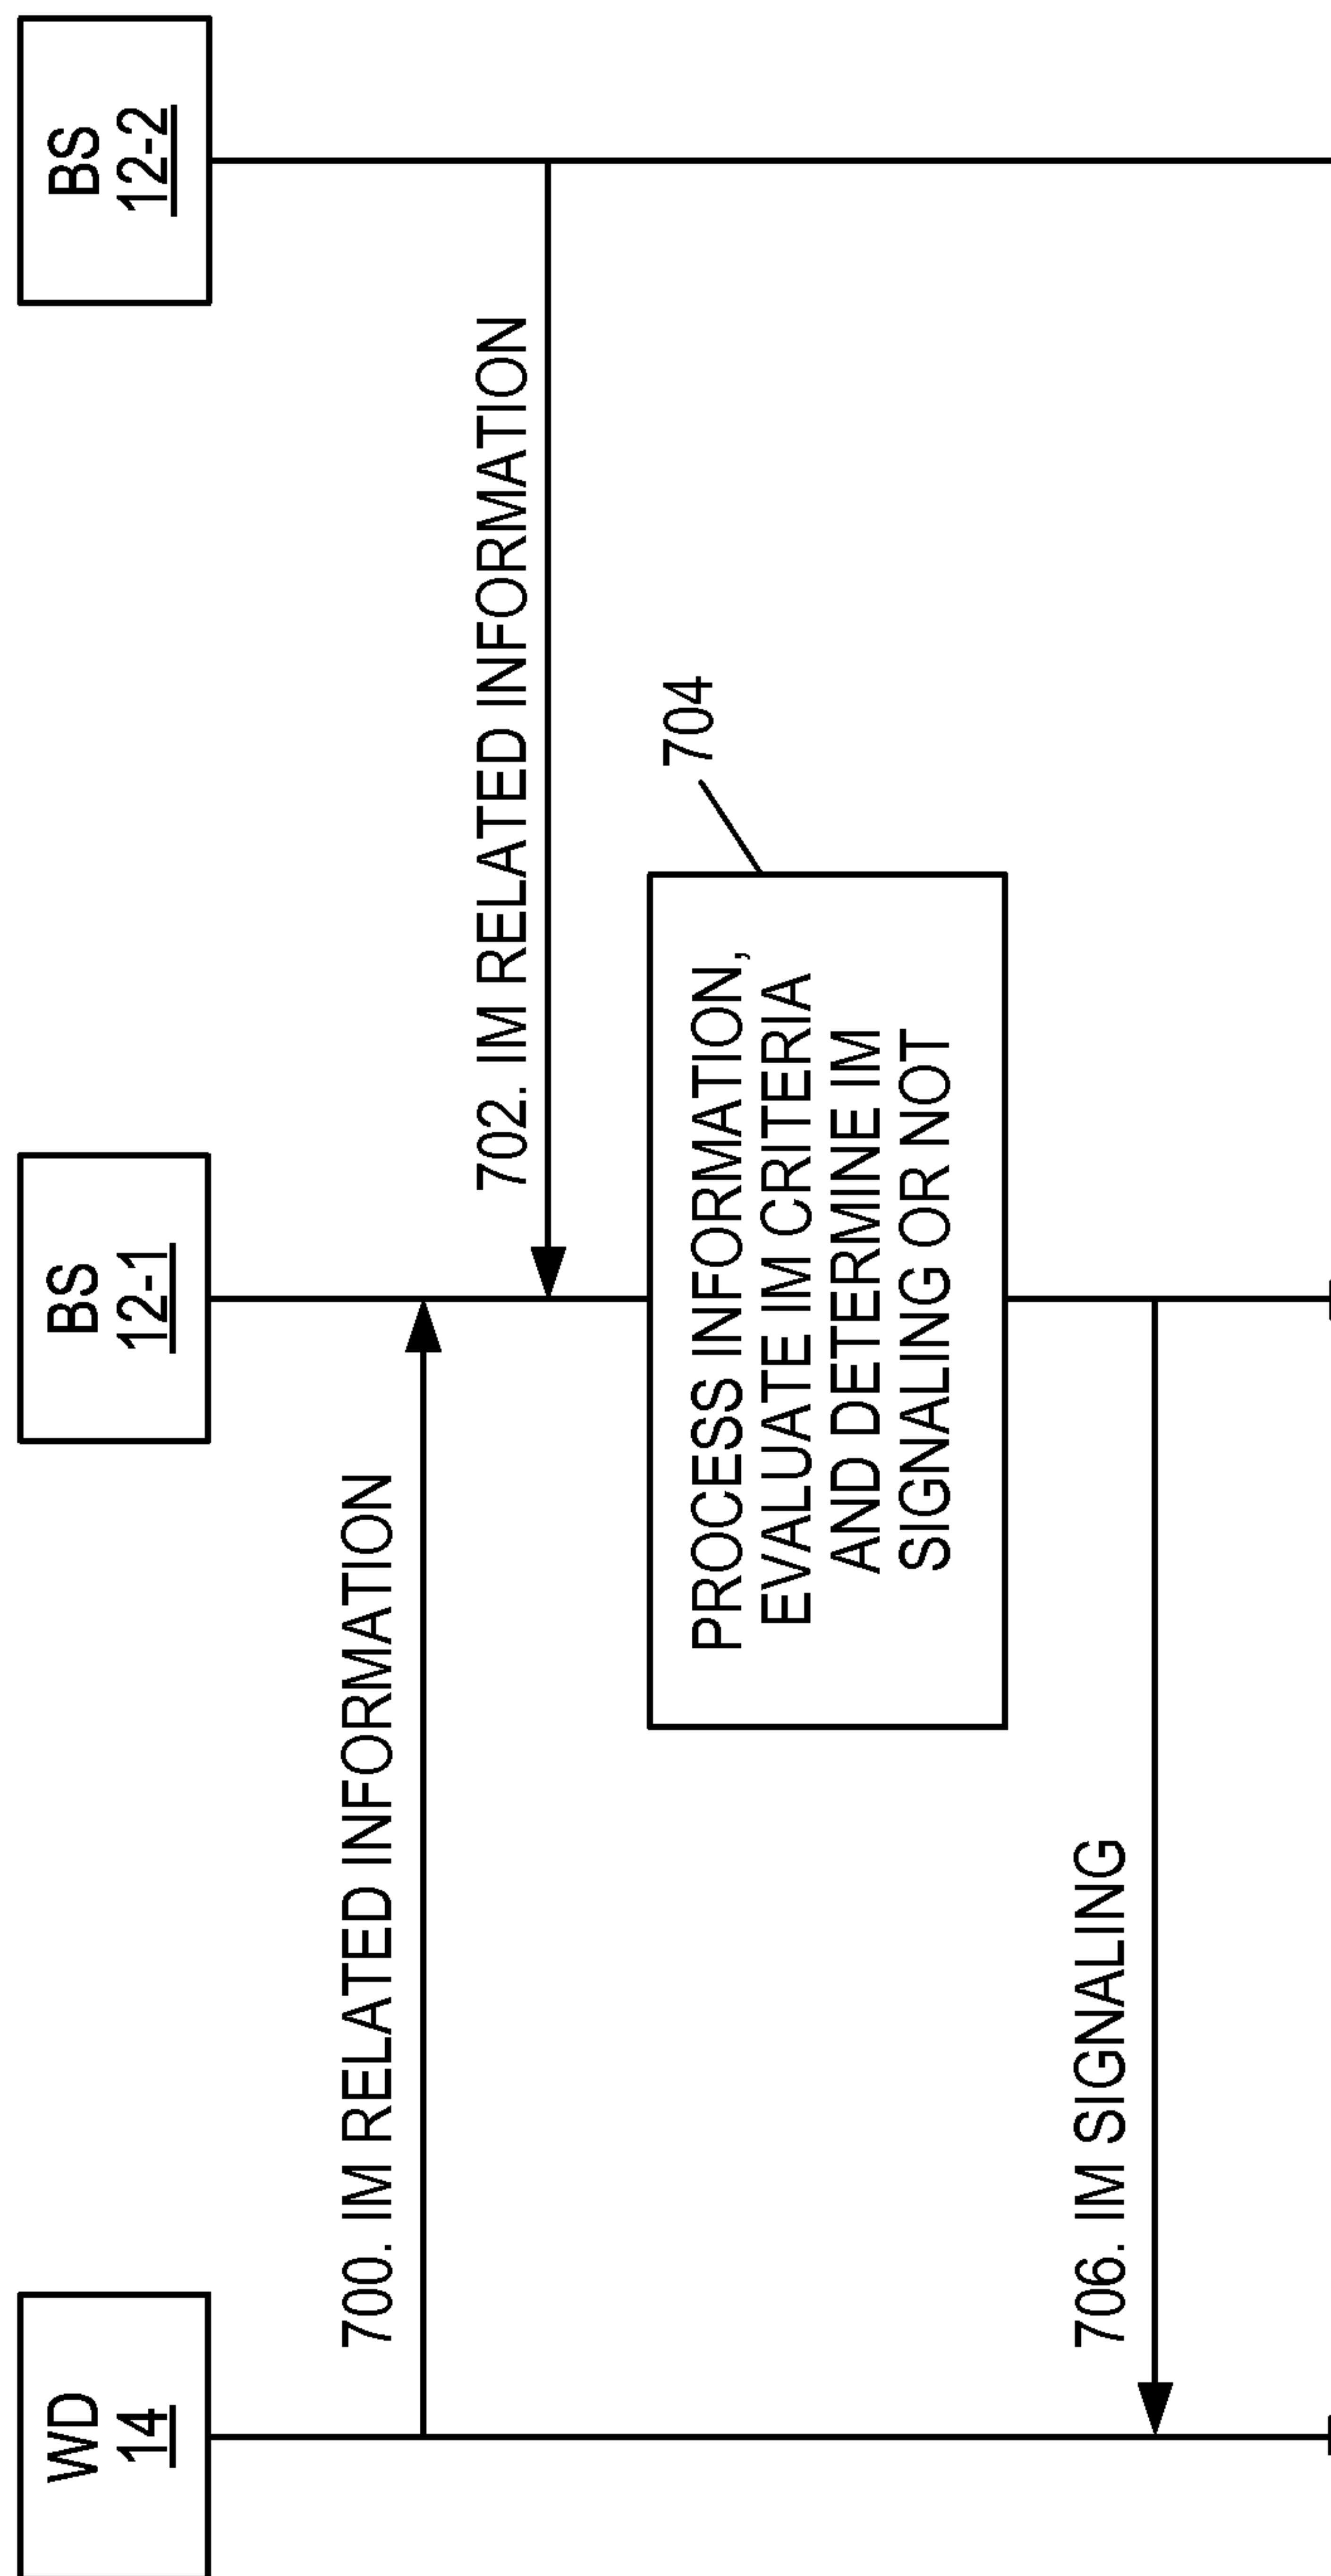 WD
14
BS
12-1
BS
12-2
700. IM RELATED INFORMATION
702. IM RELATED INFORMATION
704
PROCESS INFORMATION,
EVALUATE IM CRITERIA
AND DETERMINE IM
SIGNALING OR NOT
706. IM SIGNALING